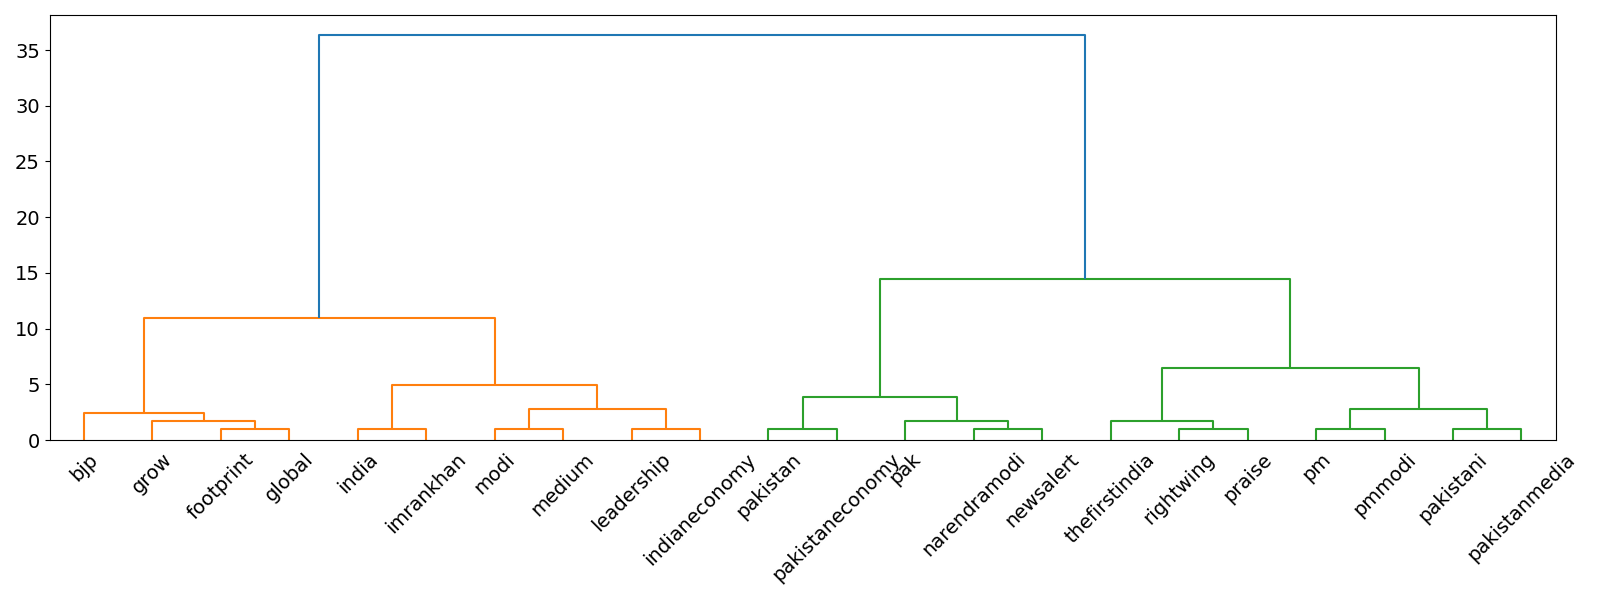 35
30
25
20
15
10
5
0
bjp
grow
footprint
global
india
imrankhan
modi
medium
leadership
indianeconomy
pakistan
pakistaneconomy
pak
narendramodi
newsalert
thefirstindia
rightwing
praise
pm
pmmodi
pakistani
pakistanmedia